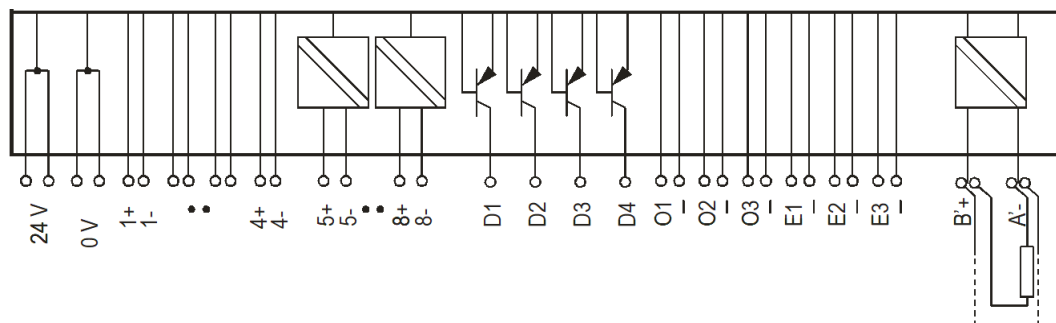 24 V
0 V
1+
1-
4+
4-
5+
5-
8+
8-
D1
D2
D3
D4
O1
–
O2
–
O3
–
E1
–
E2
–
E3
–
B'+
A'-